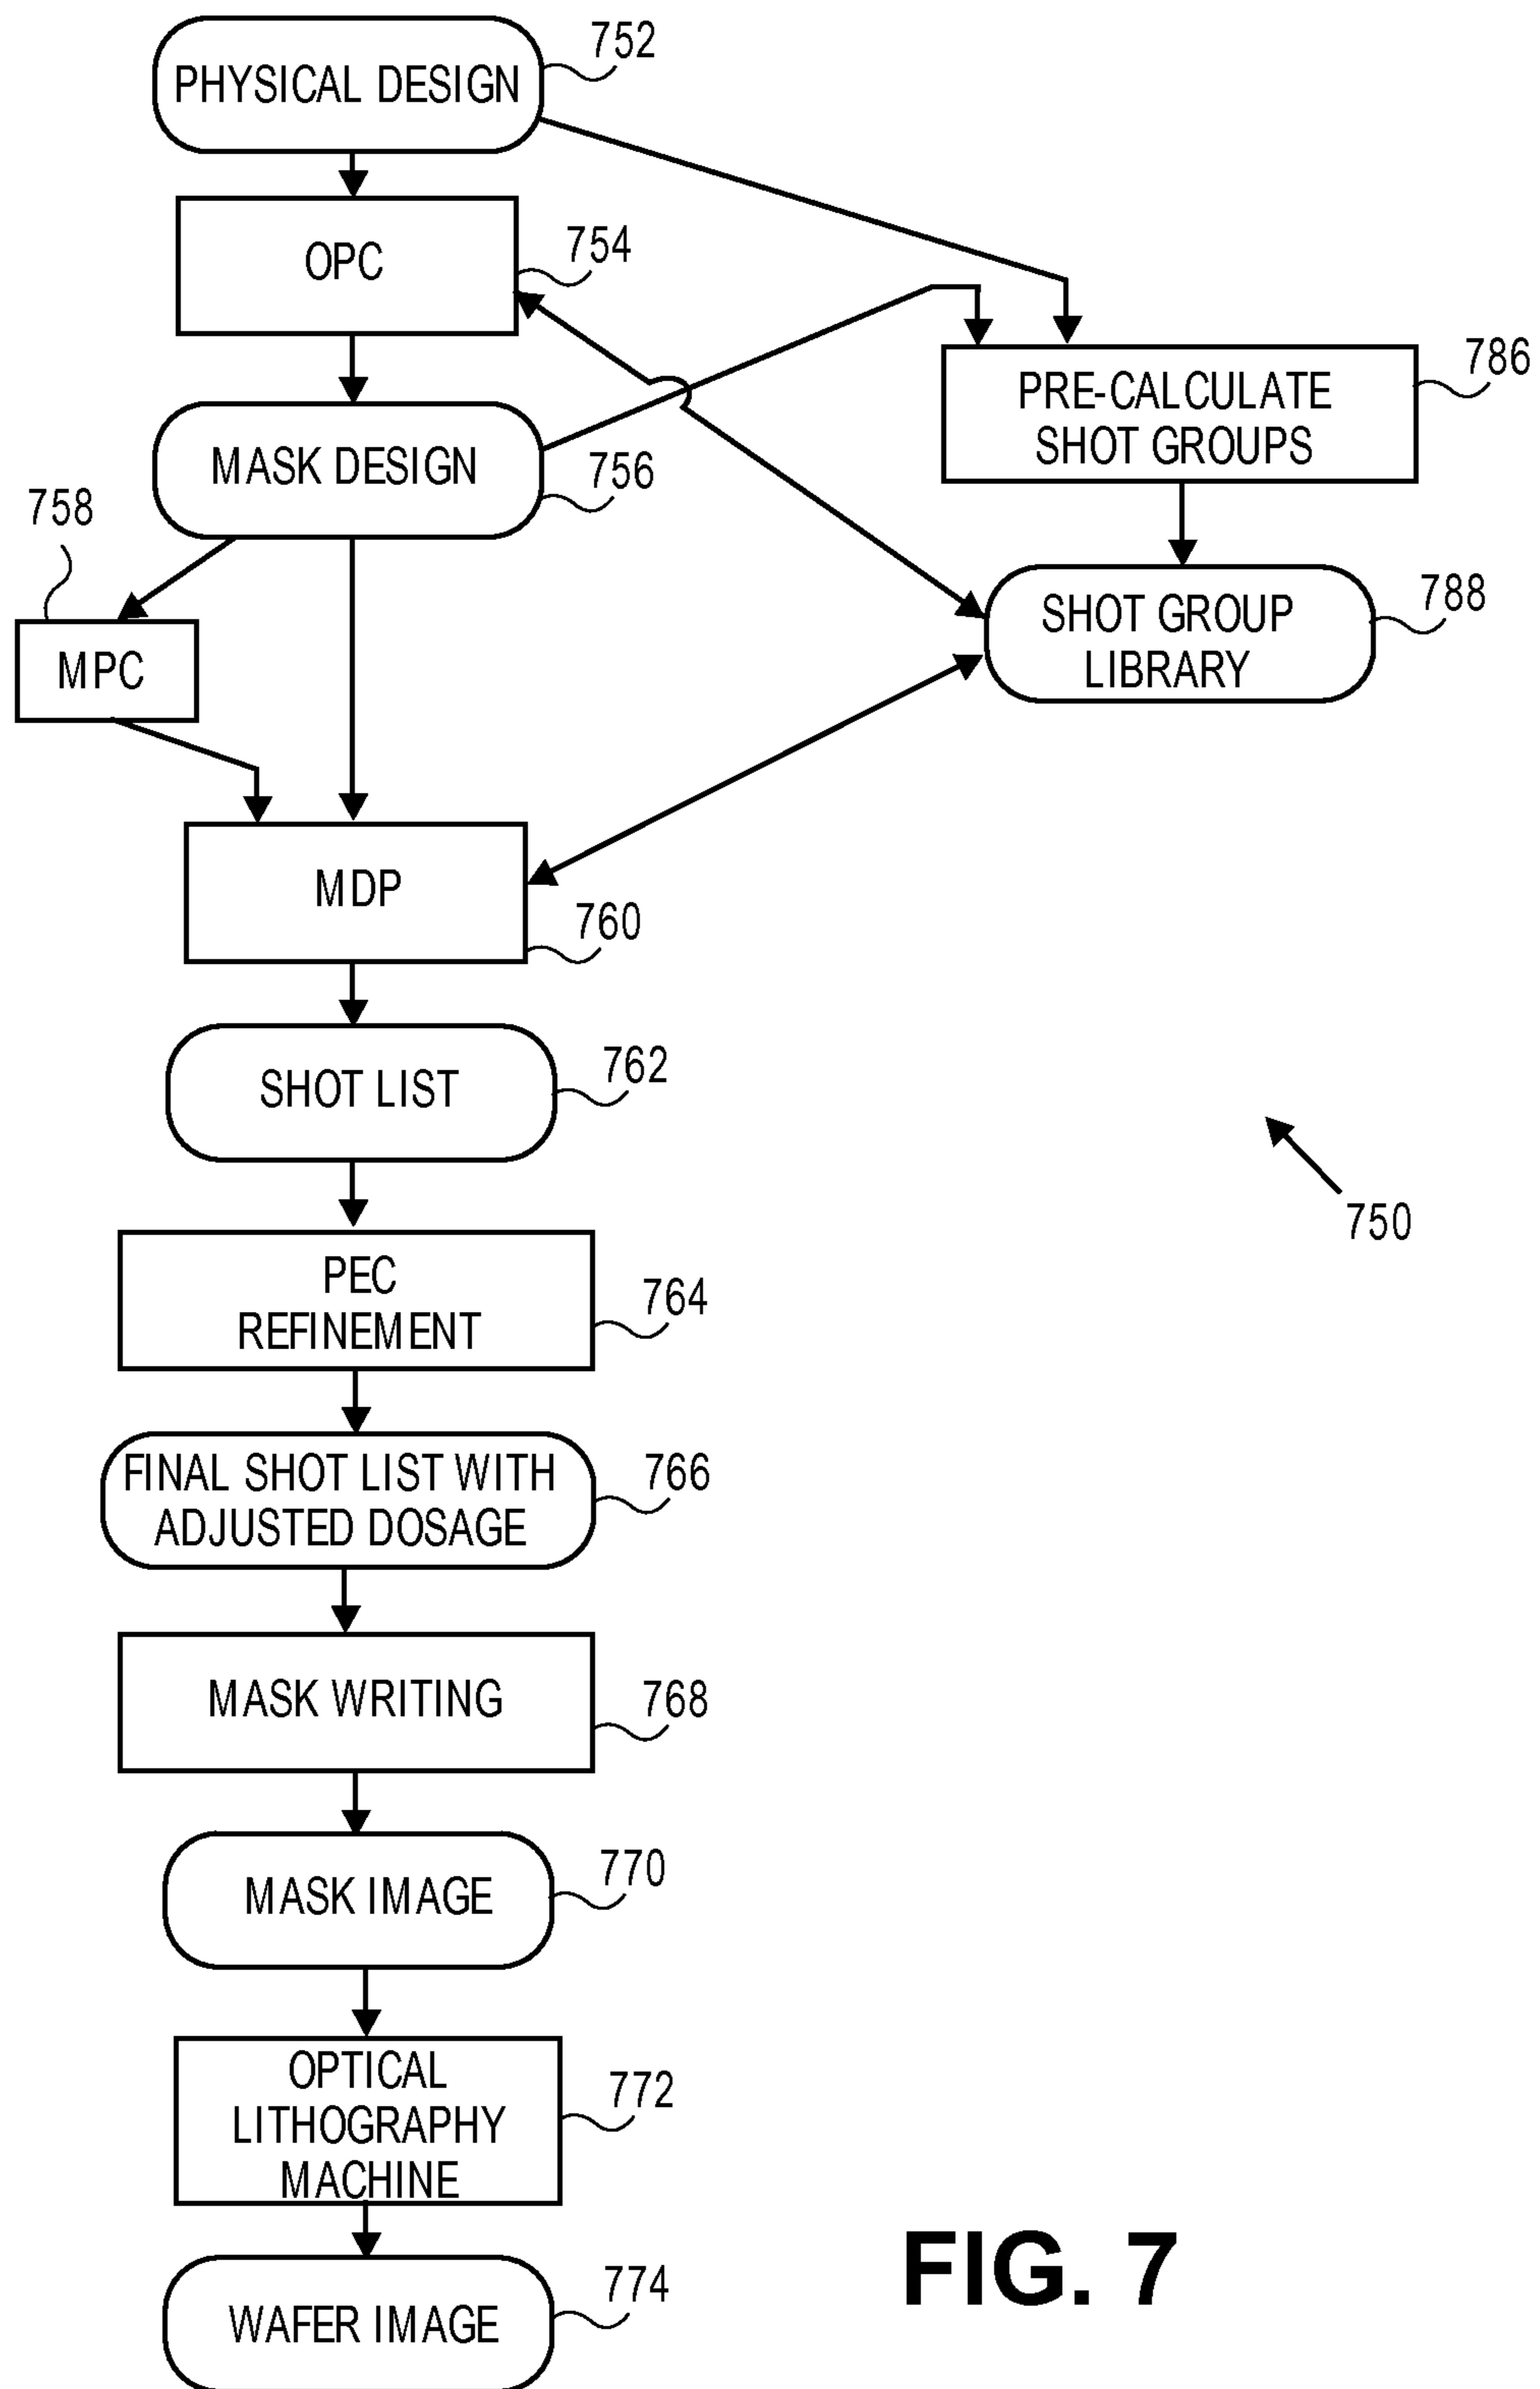 752
PHYSICAL DESIGN
OPC
754
786
PRE-CALCULATE
SHOT GROUPS
MASK DESIGN
756
758
MPC
788
SHOT GROUP
LIBRARY
MDP
760
SHOT LIST
762
750
PEC
REFINEMENT
764
FINAL SHOT LIST WITH
ADJUSTED DOSAGE
766
MASK WRITING
768
MASK IMAGE
770
OPTICAL
LITHOGRAPHY
MACHINE
772
WAFER IMAGE
774
FIG. 7